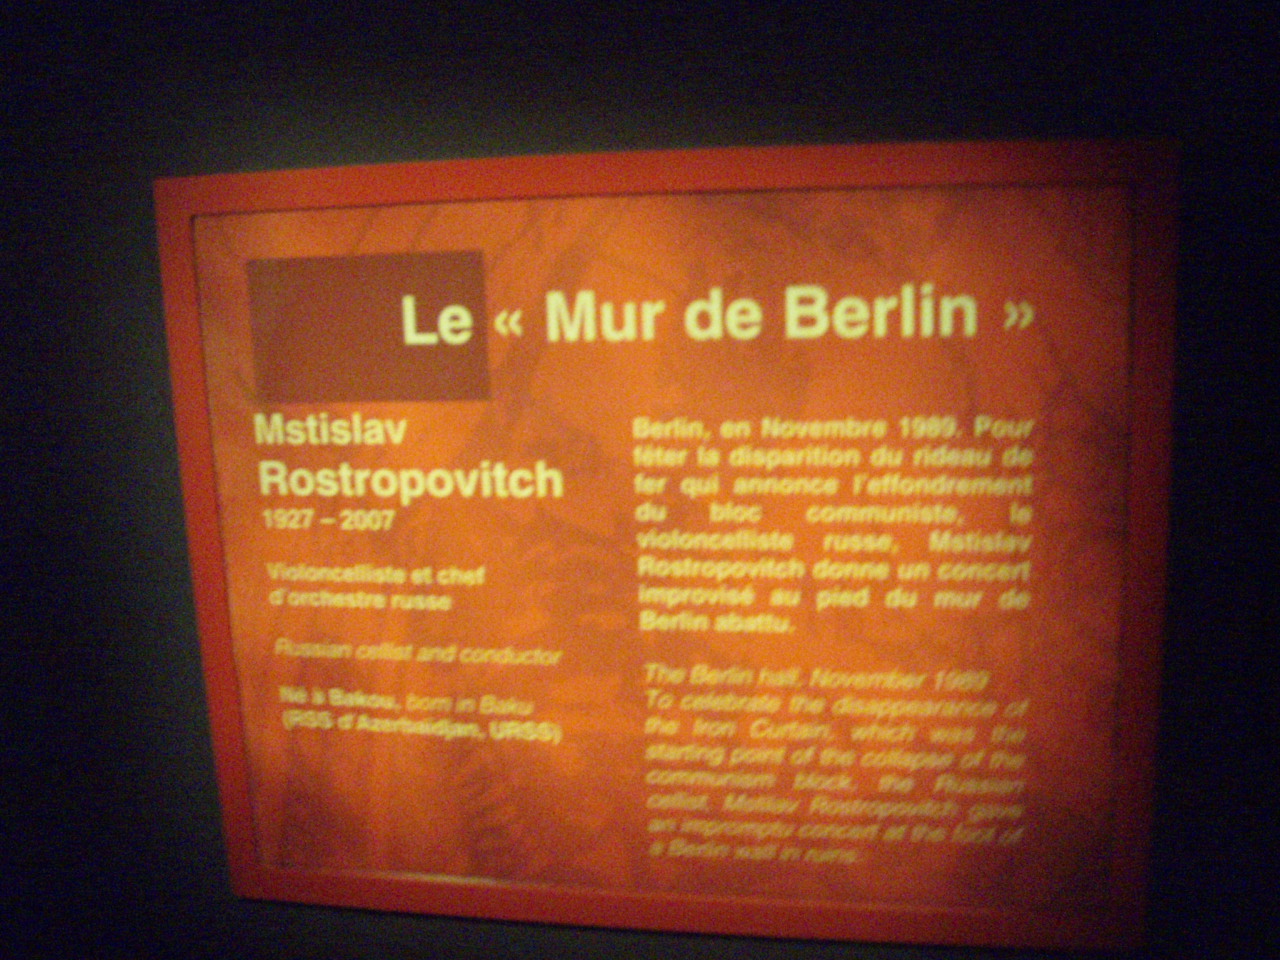 Le « Mur de Berlin »
Mstislav
Rostropovitch
1927 – 2007
Violoncelliste et chef
d'orchestre russe
Russian cellist and conductor
Né à Bakou, born in Baku
(RSS d'Azerbaïdjan, URSS)
Berlin, en Novembre 1989. Pour
fêter la disparition du rideau de
fer qui annonce l'effondrement
du bloc communiste, le
violoncelliste russe, Mstislav
Rostropovitch donne un concert
improvisé au pied du mur de
Berlin abattu.
The Berlin hall, November 1989
To celebrate the disappearance of
the Iron Curtain, which was the
starting point of the collapse of the
communism block, the Russian
cellist, Rostropovitch gave
an impromptu concert at the foot of
a Berlin wall in ruins.